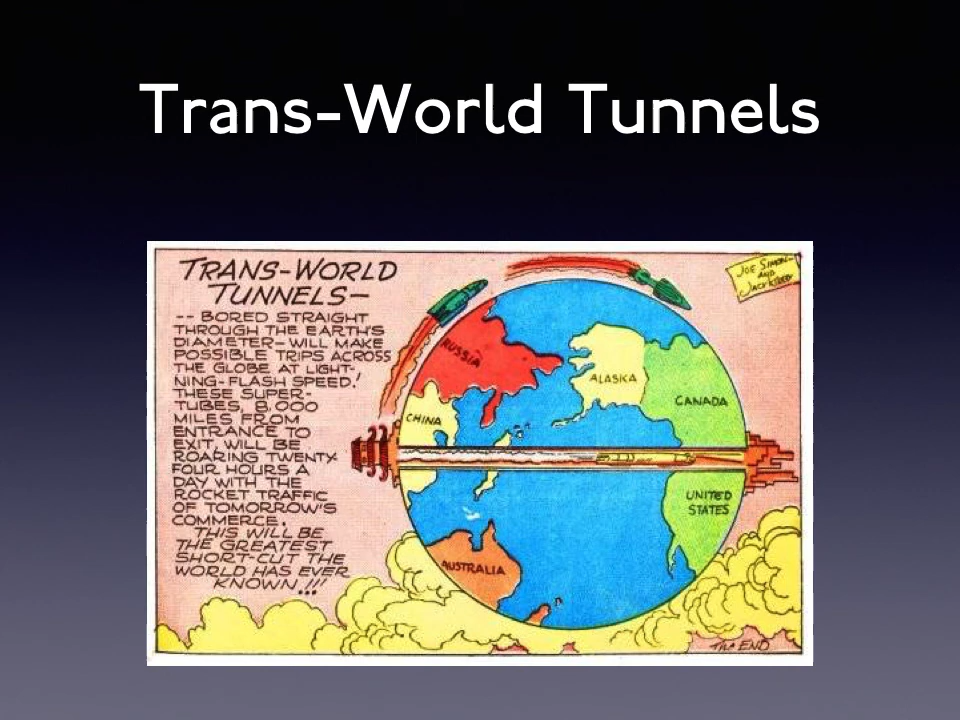 Trans-World Tunnels
TRANS-WORLD
TUNNELS—
-- BORED STRAIGHT
THROUGH THE EARTH'S
DIAMETER— WILL MAKE
POSSIBLE TRIPS ACROSS
THE GLOBE AT LIGHT-
NING-FLASH SPEED!
THESE SUPER-
TUBES, 8,000
MILES FROM
ENTRANCE TO
EXIT, WILL BE
ROARING TWENTY
FOUR HOURS A
DAY WITH THE
ROCKET TRAFFIC
OF TOMORROW'S
COMMERCE.
THIS WILL BE
THE GREATEST
SHORT-CUT THE
WORLD HAS EVER
KNOWN!!!
JOE SIMON
AND
JACK KIRBY
RUSSIA
ALASKA
CANADA
CHINA
UNITED
STATES
AUSTRALIA
THE END